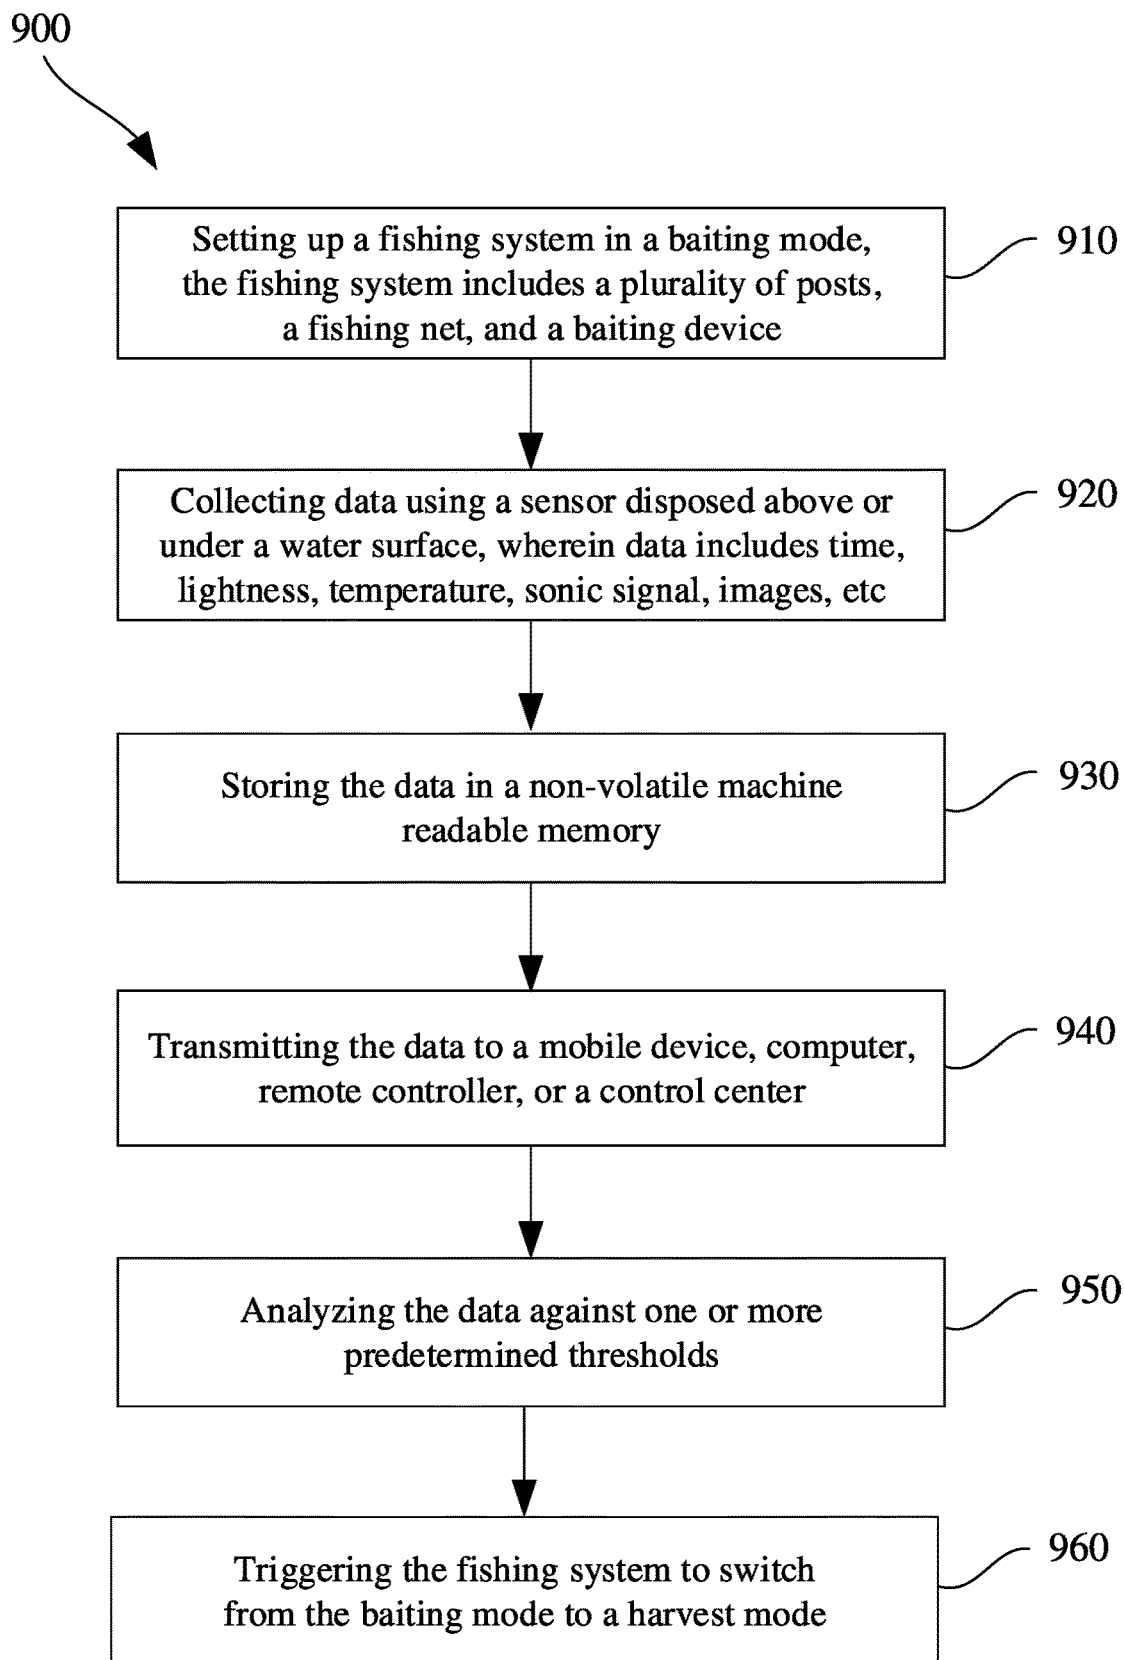 900
Setting up a fishing system in a baiting mode,
the fishing system includes a plurality of posts,
a fishing net, and a baiting device
910
Collecting data using a sensor disposed above or
under a water surface, wherein data includes time,
lightness, temperature, sonic signal, images, etc
920
Storing the data in a non-volatile machine
readable memory
930
Transmitting the data to a mobile device, computer,
remote controller, or a control center
940
Analyzing the data against one or more
predetermined thresholds
950
Triggering the fishing system to switch
from the baiting mode to a harvest mode
960